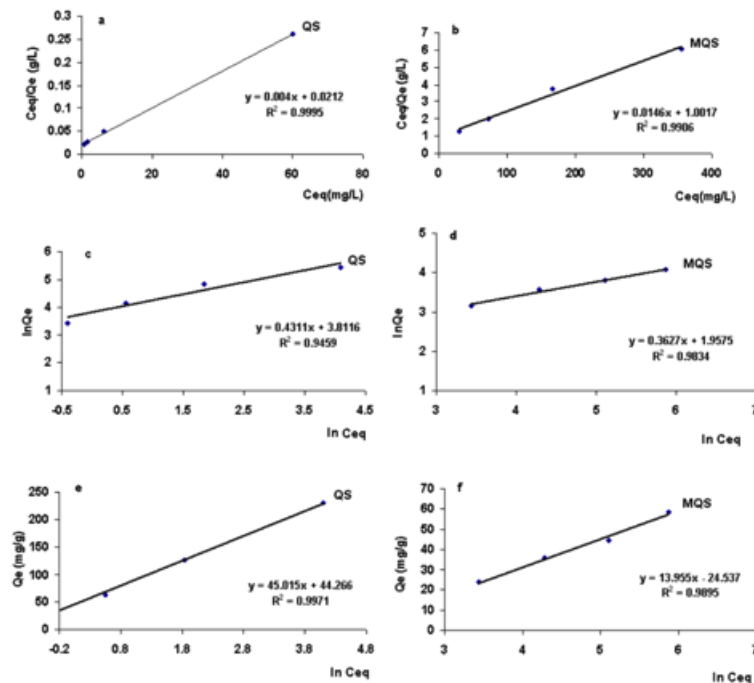 a
QS
Ceq/Qe (g/L)
0.3
0.25
0.2
0.15
0.1
0.05
0
y = 0.004x + 0.0212
R² = 0.9995
0 20 40 60 80
Ceq(mg/L)
b
MQS
Ceq/Qe (g/L)
7
6
5
4
3
2
1
0
y = 0.0146x + 1.0017
R² = 0.9906
0 100 200 300 400
Ceq(mg/L)
c
QS
lnQe
6
5
4
3
2
1
y = 0.4311x + 3.8116
R² = 0.9459
-0.5 0.5 1.5 2.5 3.5 4.5
ln Ceq
d
MQS
lnQe
6
5
4
3
2
1
y = 0.3627x + 1.9575
R² = 0.9834
3 4 5 6 7
ln Ceq
e
QS
Qe (mg/g)
250
200
150
100
50
0
y = 45.015x + 44.266
R² = 0.9971
-0.2 0.8 1.8 2.8 3.8 4.8
ln Ceq
f
MQS
Qe (mg/g)
70
60
50
40
30
20
10
0
y = 13.955x - 24.537
R² = 0.9895
3 4 5 6 7
ln Ceq